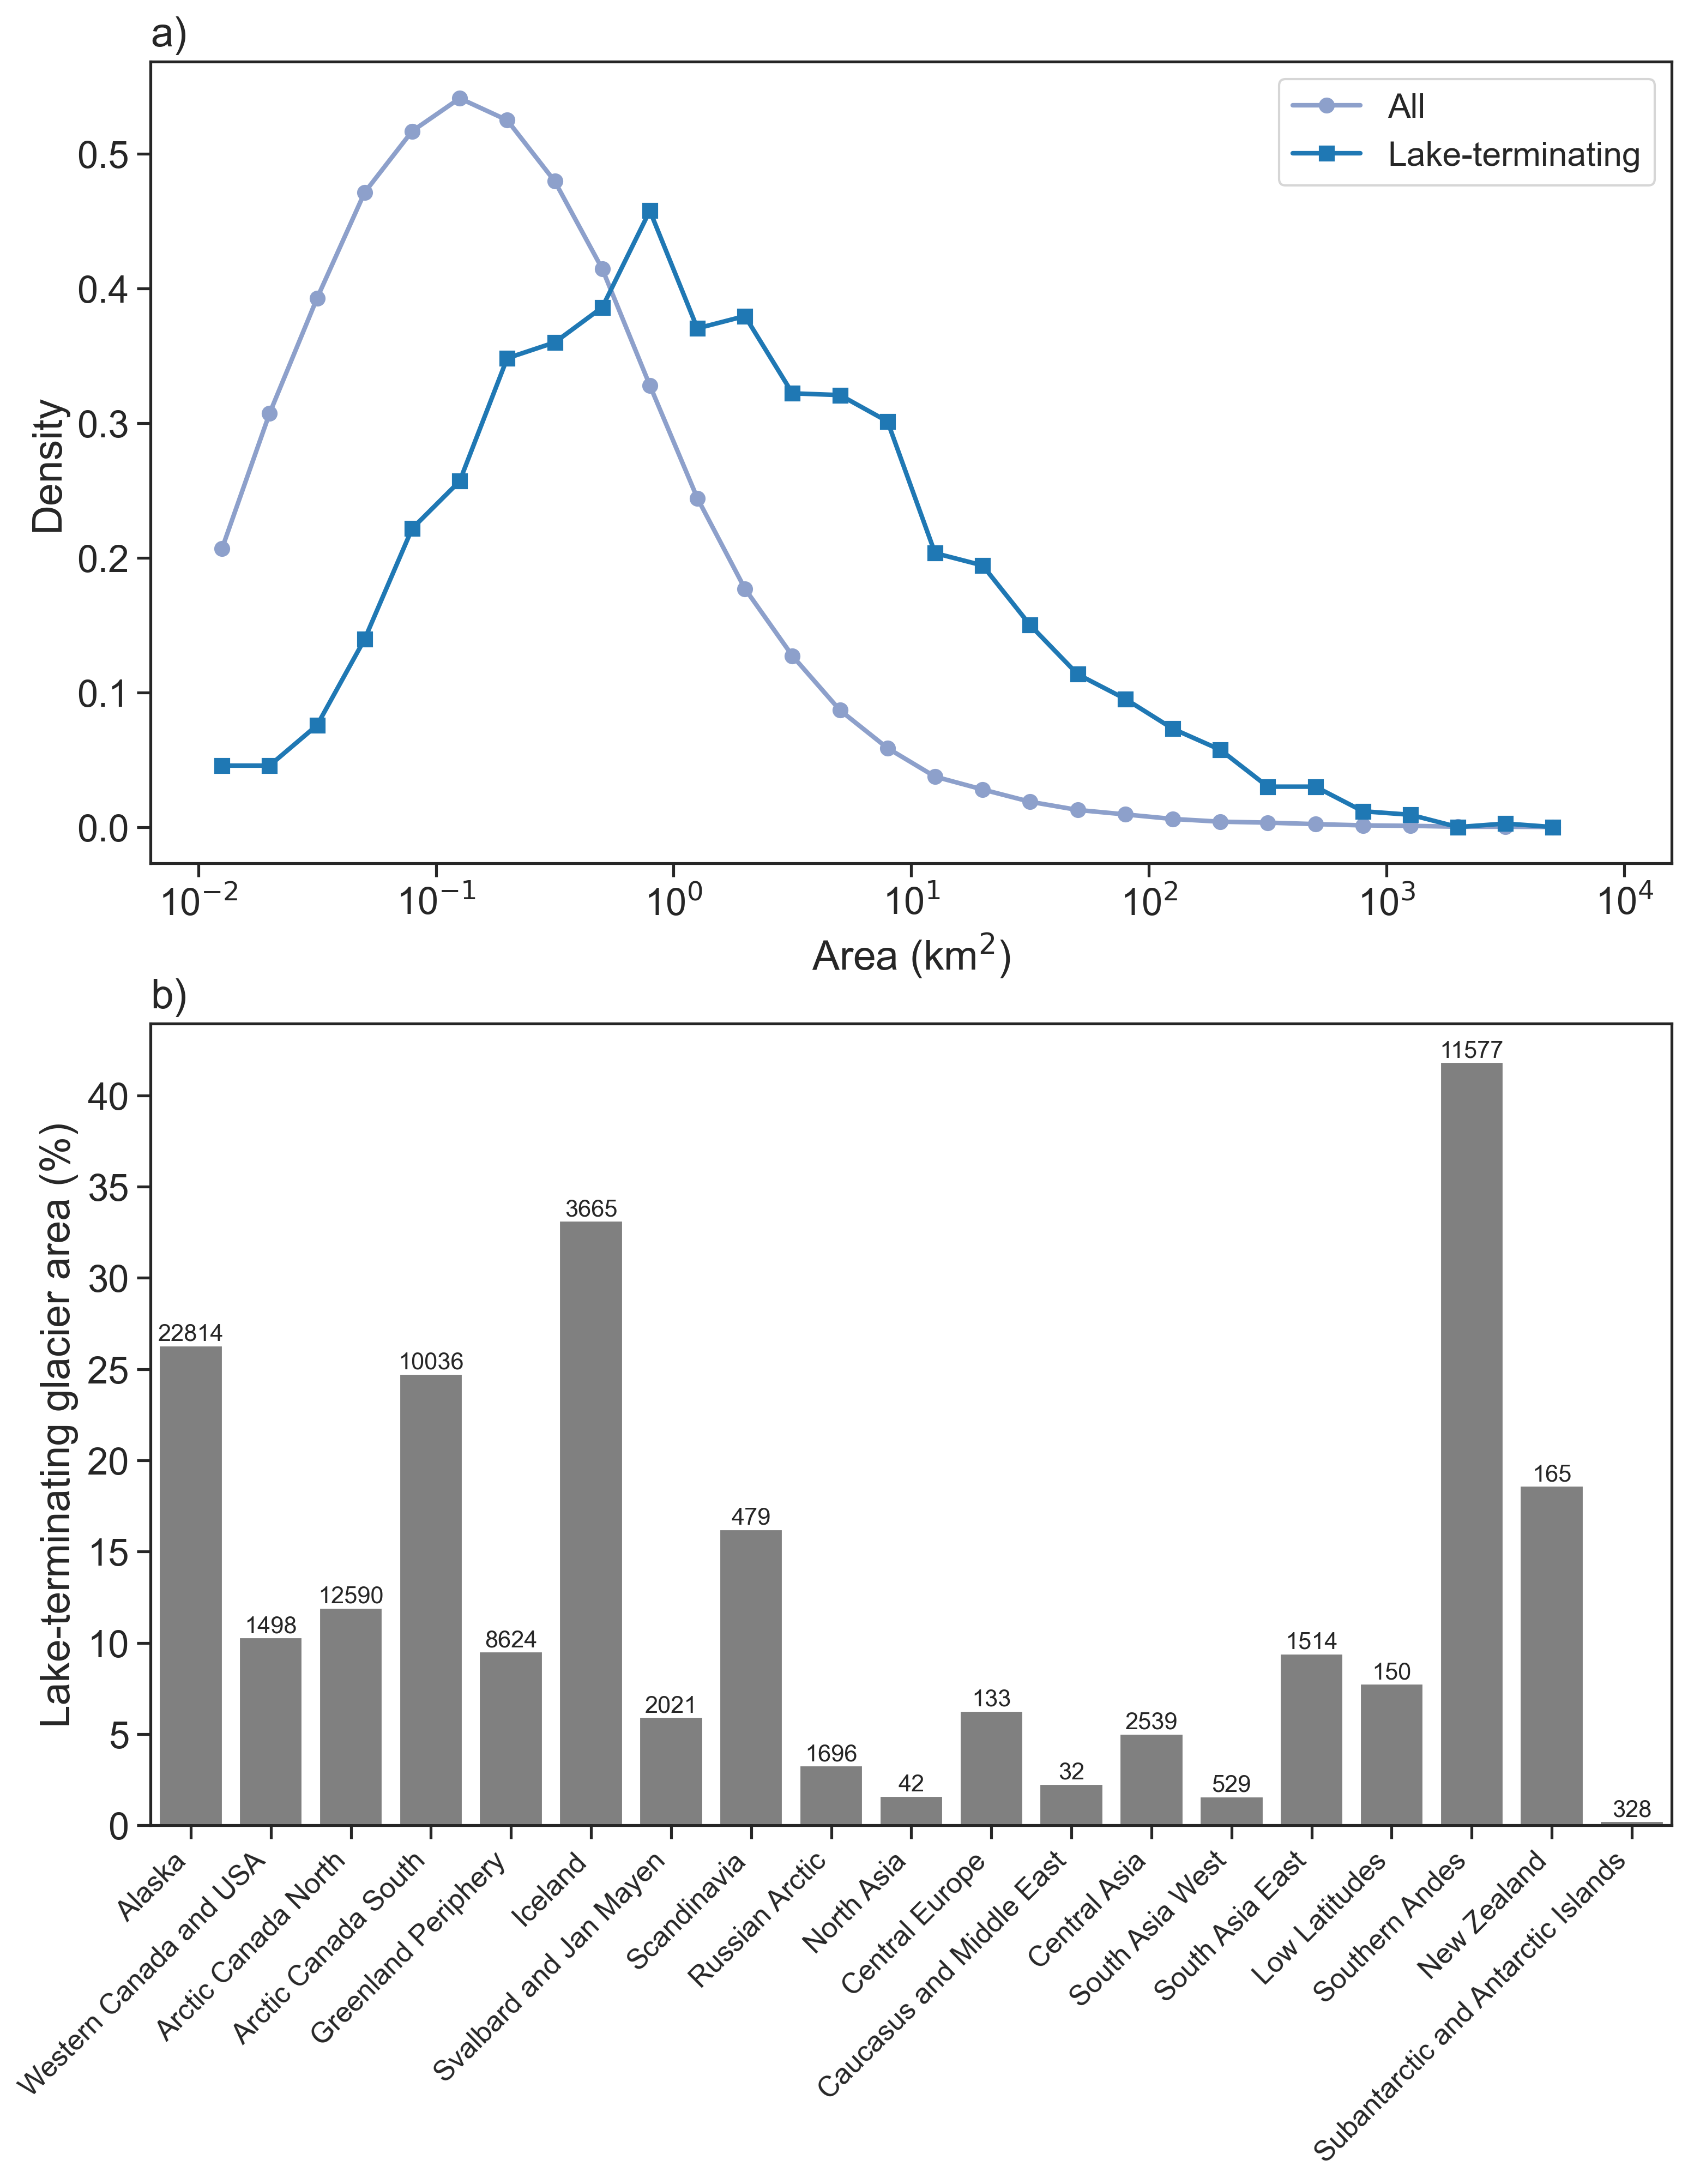 a)
All
Lake-terminating
0.5
0.4
0.3
0.2
0.1
0.0
Density
10⁻²
10⁻¹
10⁰
10¹
10²
10³
10⁴
Area (km²)
b)
Lake-terminating glacier area (%)
40
35
30
25
20
15
10
5
0
22814
1498
12590
10036
8624
3665
2021
479
1696
42
133
32
2539
529
1514
150
11577
165
328
Alaska
Western Canada and USA
Arctic Canada North
Arctic Canada South
Greenland Periphery
Iceland
Svalbard and Jan Mayen
Scandinavia
Russian Arctic
North Asia
Central Europe
Caucasus and Middle East
Central Asia
South Asia West
South Asia East
Low Latitudes
Southern Andes
New Zealand
Subantarctic and Antarctic Islands